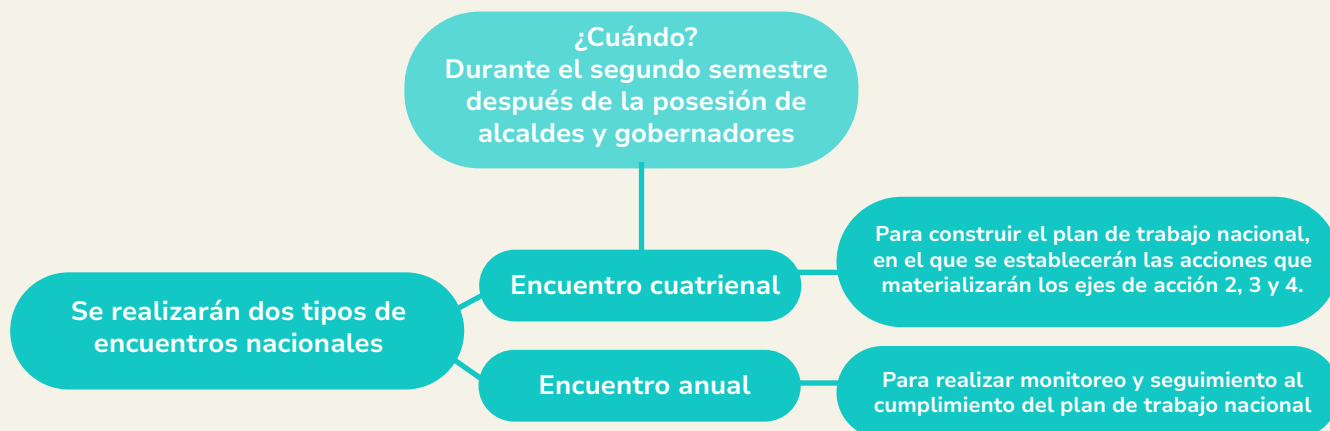 ¿Cuándo?
Durante el segundo semestre
después de la posesión de
alcaldes y gobernadores
Se realizarán dos tipos de
encuentros nacionales
Encuentro cuatrienal
Para construir el plan de trabajo nacional,
en el que se establecerán las acciones que
materializarán los ejes de acción 2, 3 y 4.
Encuentro anual
Para realizar monitoreo y seguimiento al
cumplimiento del plan de trabajo nacional